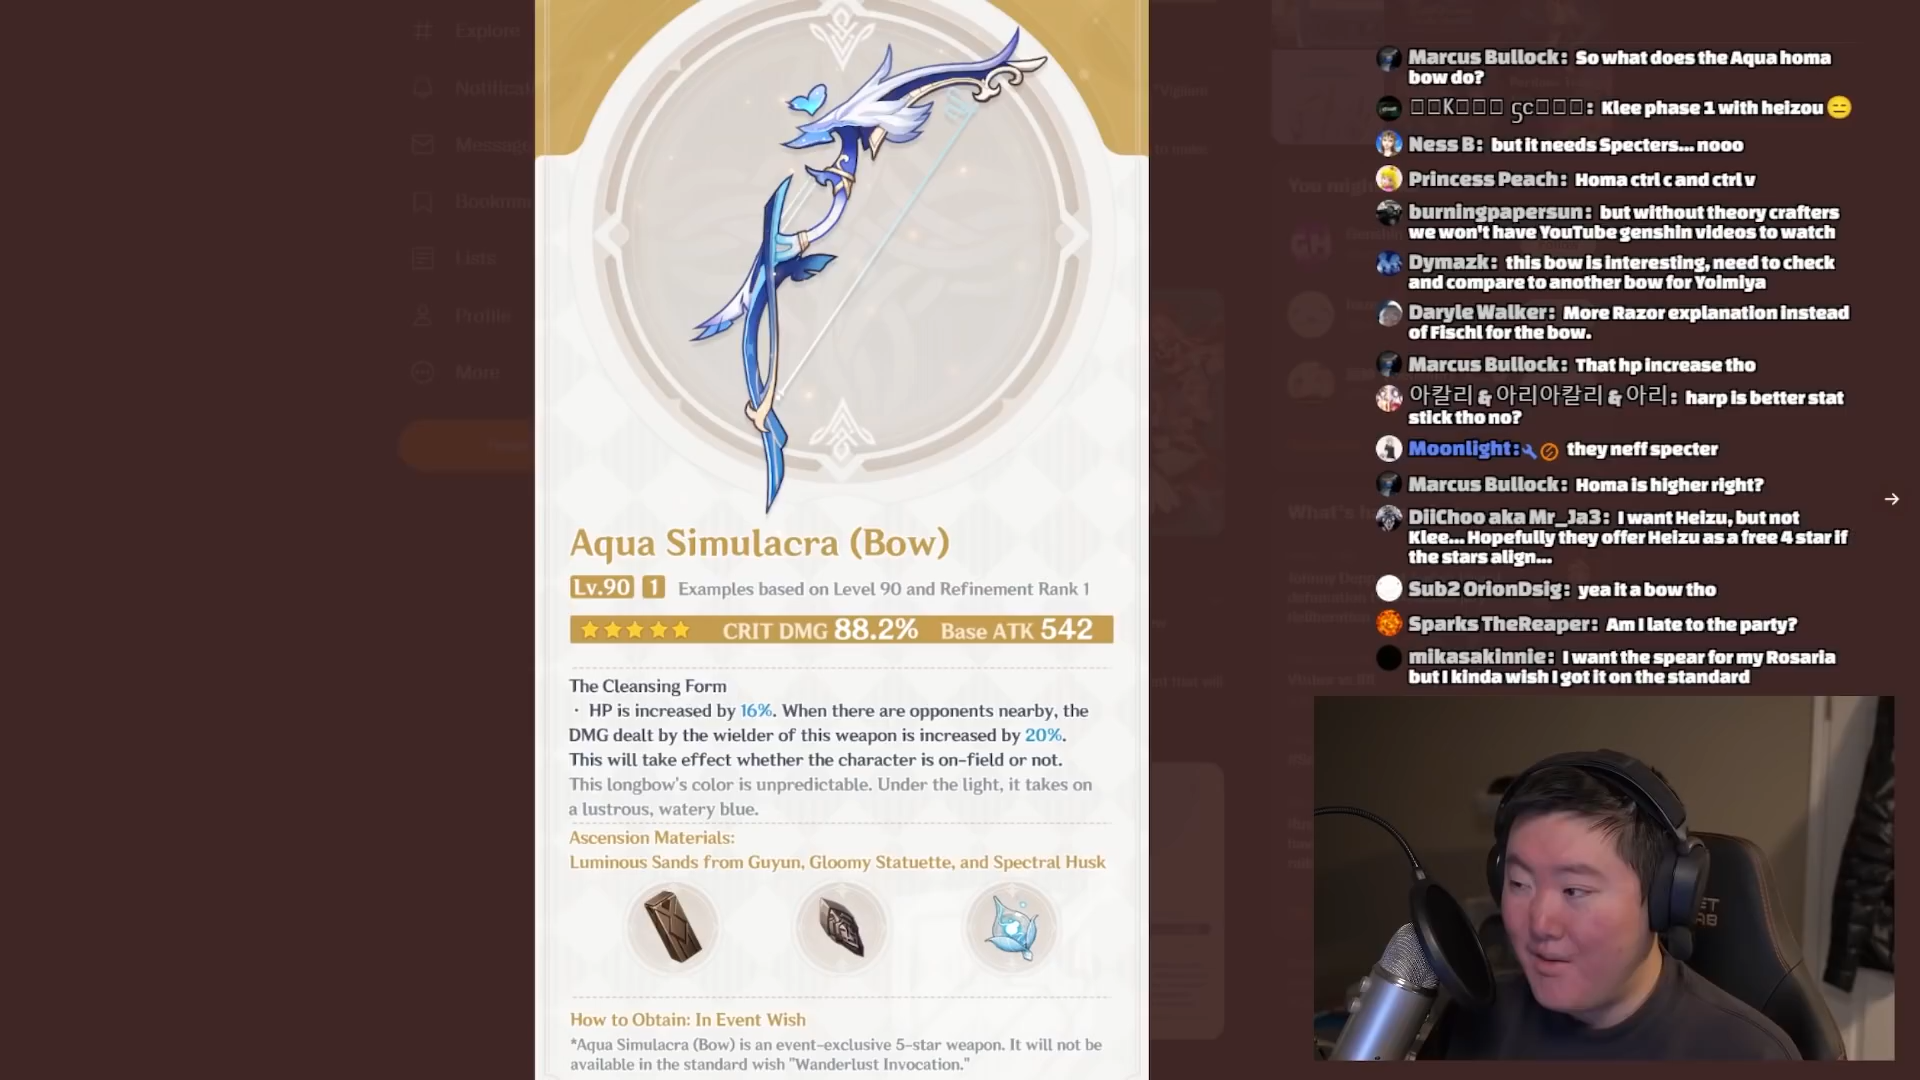 Explore
Notificat
Message
Bookm
Lists
Profile
More
Aqua Simulacra (Bow)
Lv.90 1 Examples based on Level 90 and Refinement Rank 1
CRIT DMG 88.2% Base ATK 542
The Cleansing Form
· HP is increased by 16%. When there are opponents nearby, the
DMG dealt by the wielder of this weapon is increased by 20%.
This will take effect whether the character is on-field or not.
This longbow's color is unpredictable. Under the light, it takes on
a lustrous, watery blue.
Ascension Materials:
Luminous Sands from Guyun, Gloomy Statuette, and Spectral Husk
How to Obtain: In Event Wish
*Aqua Simulacra (Bow) is an event-exclusive 5-star weapon. It will not be
available in the standard wish "Wanderlust Invocation."
You migh
What's h
Marcus Bullock: So what does the Aqua homa
bow do?
Klee phase 1 with heizou 😑
Ness B: but it needs Specters... nooo
Princess Peach: Homa ctrl c and ctrl v
burningpapersun: but without theory crafters
we won't have YouTube genshin videos to watch
Dymazk: this bow is interesting, need to check
and compare to another bow for Yoimiya
Daryle Walker: More Razor explanation instead
of Fischl for the bow.
Marcus Bullock: That hp increase tho
아칼리 & 아리아칼리 & 아리: harp is better stat
stick tho no?
Moonlight: they neff specter
Marcus Bullock: Homa is higher right?
DiiChoo aka Mr_Ja3: I want Heizu, but not
Klee... Hopefully they offer Heizu as a free 4 star if
the stars align...
Sub2 OrionDsig: yea it a bow tho
Sparks TheReaper: Am I late to the party?
mikasakinnie: I want the spear for my Rosaria
but I kinda wish I got it on the standard